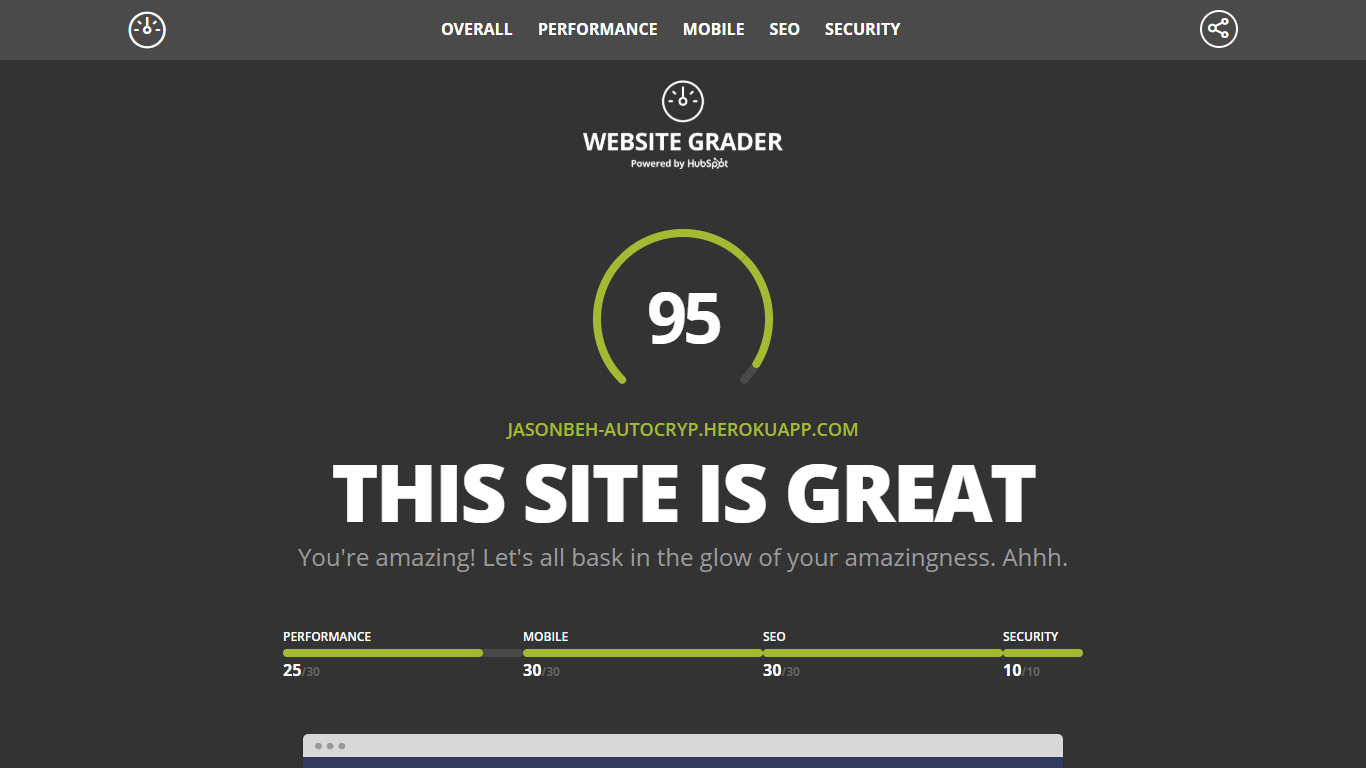 OVERALL PERFORMANCE MOBILE SEO SECURITY
WEBSITE GRADER
Powered by HubSpot
95
JASONBEH-AUTOCRYP.HEROKUAPP.COM
THIS SITE IS GREAT
You're amazing! Let's all bask in the glow of your amazingness. Ahhh.
PERFORMANCE MOBILE SEO SECURITY
25/30 30/30 30/30 10/10